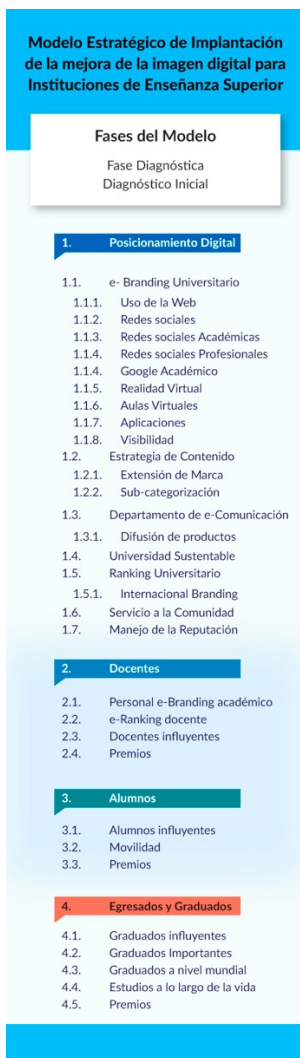 Modelo Estratégico de Implantación
de la mejora de la imagen digital para
Instituciones de Enseñanza Superior
Fases del Modelo
Fase Diagnóstica
Diagnóstico Inicial
1. Posicionamiento Digital
1.1. e- Branding Universitario
1.1.1. Uso de la Web
1.1.2. Redes sociales
1.1.3. Redes sociales Académicas
1.1.4. Redes sociales Profesionales
1.1.4. Google Académico
1.1.5. Realidad Virtual
1.1.6. Aulas Virtuales
1.1.7. Aplicaciones
1.1.8. Visibilidad
1.2. Estrategia de Contenido
1.2.1. Extensión de Marca
1.2.2. Sub-categorización
1.3. Departamento de e-Comunicación
1.3.1. Difusión de productos
1.4. Universidad Sustentable
1.5. Ranking Universitario
1.5.1. Internacional Branding
1.6. Servicio a la Comunidad
1.7. Manejo de la Reputación
2. Docentes
2.1. Personal e-Branding académico
2.2. e-Ranking docente
2.3. Docentes influyentes
2.4. Premios
3. Alumnos
3.1. Alumnos influyentes
3.2. Movilidad
3.3. Premios
4. Egresados y Graduados
4.1. Graduados influyentes
4.2. Graduados Importantes
4.3. Graduados a nivel mundial
4.4. Estudios a lo largo de la vida
4.5. Premios